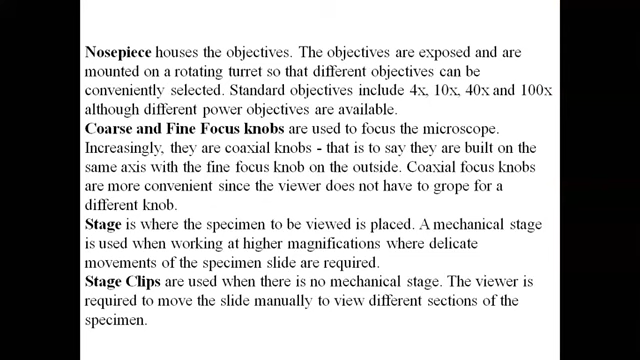 Nosepiece houses the objectives. The objectives are exposed and are
mounted on a rotating turret so that different objectives can be
conveniently selected. Standard objectives include 4x, 10x, 40x and 100x
although different power objectives are available.
Coarse and Fine Focus knobs are used to focus the microscope.
Increasingly, they are coaxial knobs - that is to say they are built on the
same axis with the fine focus knob on the outside. Coaxial focus knobs
are more convenient since the viewer does not have to grope for a
different knob.
Stage is where the specimen to be viewed is placed. A mechanical stage
is used when working at higher magnifications where delicate
movements of the specimen slide are required.
Stage Clips are used when there is no mechanical stage. The viewer is
required to move the slide manually to view different sections of the
specimen.